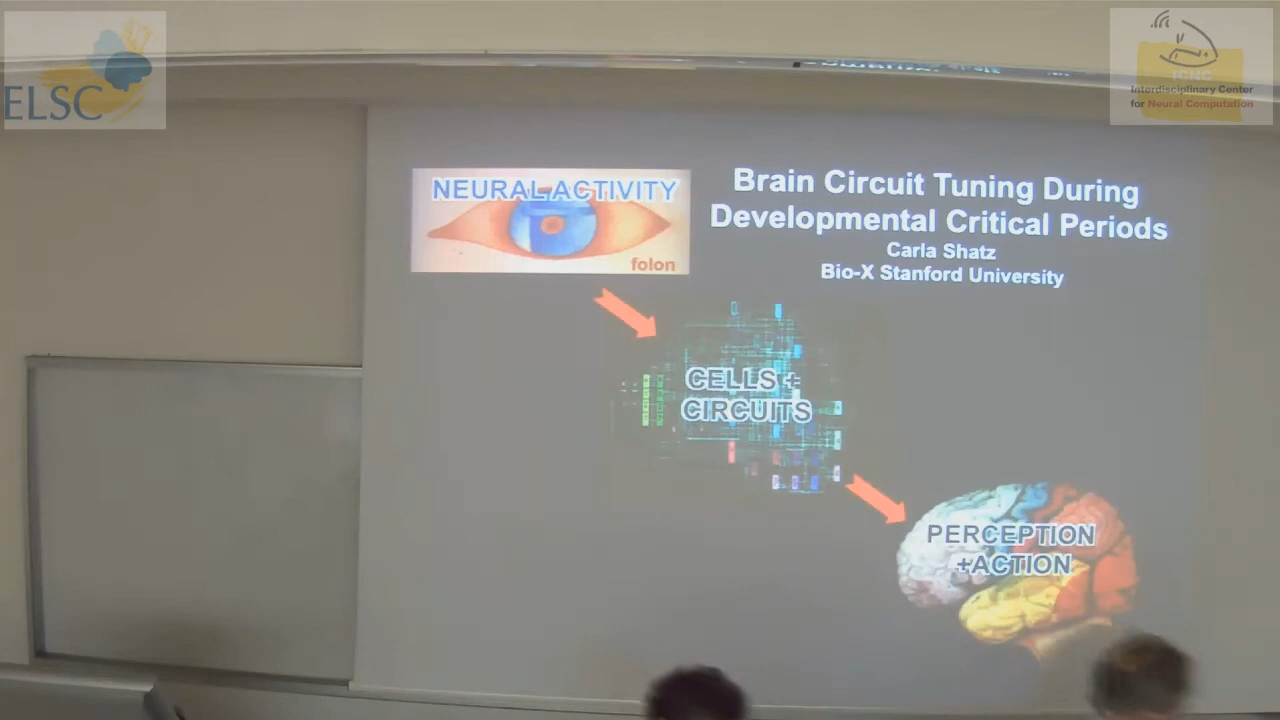 ELSC
ICNC
Interdisciplinary Center
for Neural Computation
NEURAL ACTIVITY
folon
Brain Circuit Tuning During
Developmental Critical Periods
Carla Shatz
Bio-X Stanford University
CELLS +
CIRCUITS
PERCEPTION
+ACTION